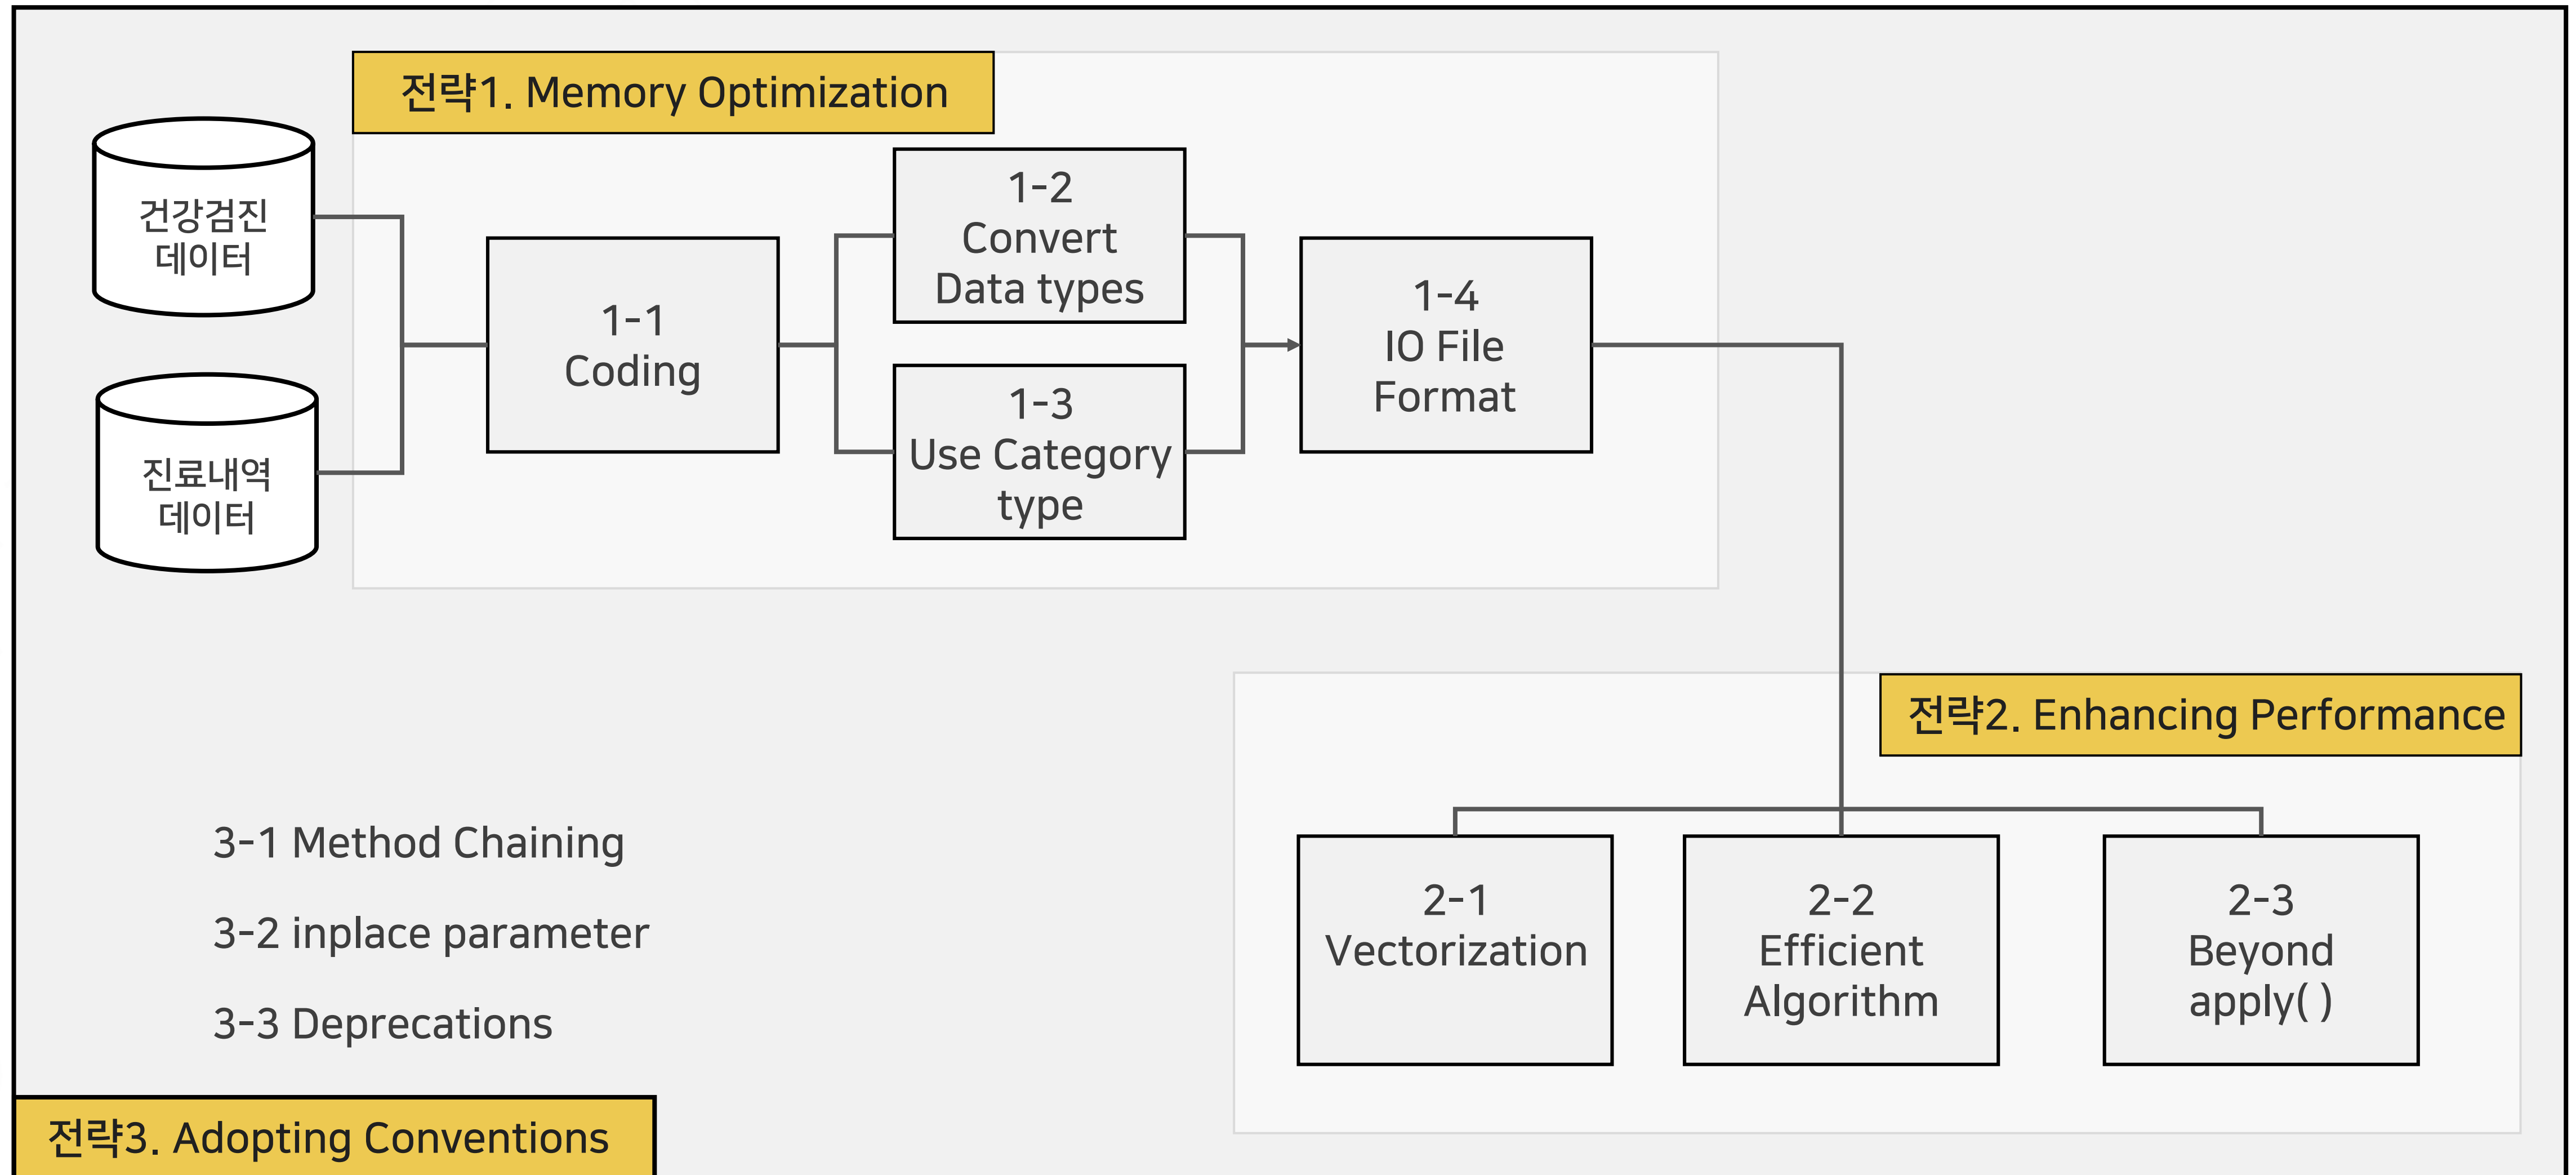 전략1. Memory Optimization
건강검진
데이터
진료내역
데이터
1-1
Coding
1-2
Convert
Data types
1-3
Use Category
type
1-4
IO File
Format
전략2. Enhancing Performance
2-1
Vectorization
2-2
Efficient
Algorithm
2-3
Beyond
apply( )
3-1 Method Chaining
3-2 inplace parameter
3-3 Deprecations
전략3. Adopting Conventions